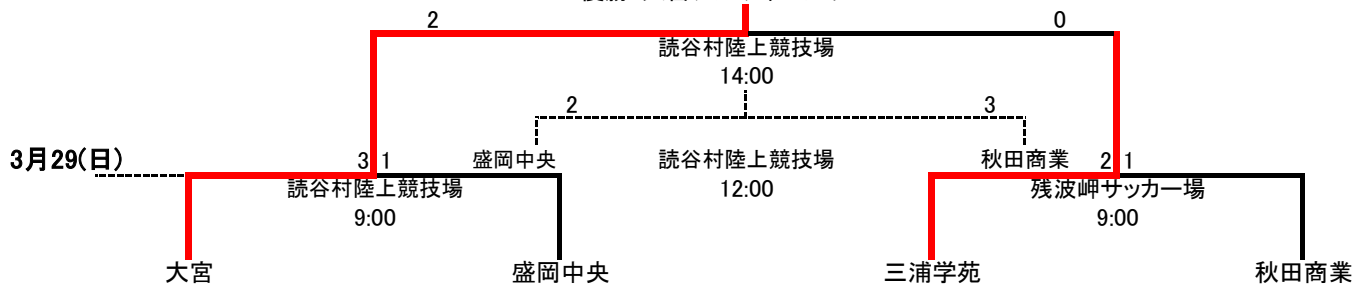 2 0
読谷村陸上競技場
14:00
2 3
3月29(日) 3 1 盛岡中央 読谷村陸上競技場 秋田商業 2 1
読谷村陸上競技場 12:00 残波岬サッカー場
9:00 9:00
大宮 盛岡中央 三浦学苑 秋田商業